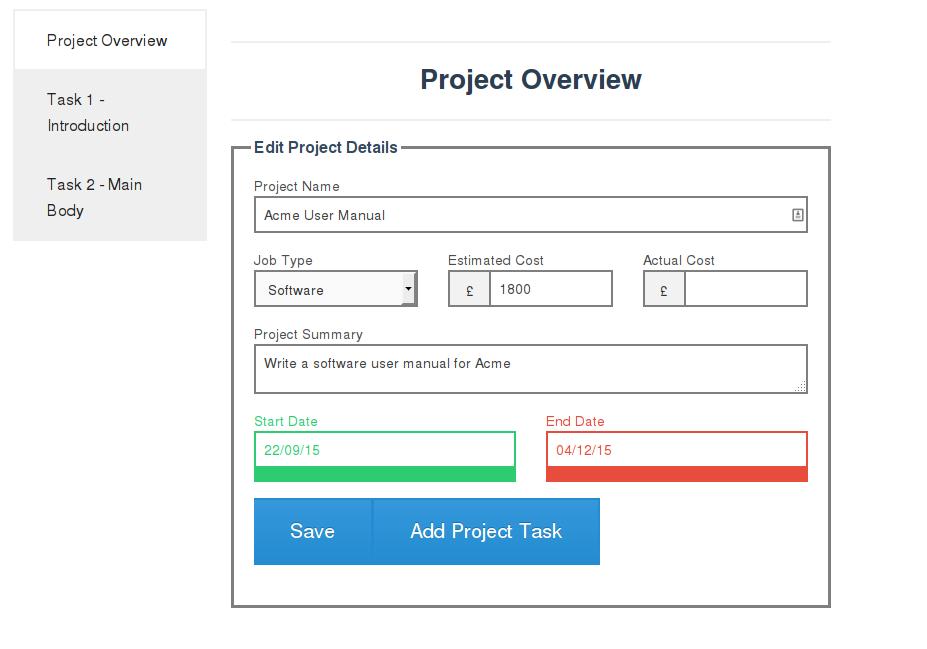 Project Overview
Task 1 -
Introduction
Task 2 - Main
Body
Project Overview
Edit Project Details
Project Name
Acme User Manual
Job Type
Estimated Cost
Actual Cost
Software
£
1800
£
Project Summary
Write a software user manual for Acme
Start Date
End Date
22/09/15
04/12/15
Save
Add Project Task